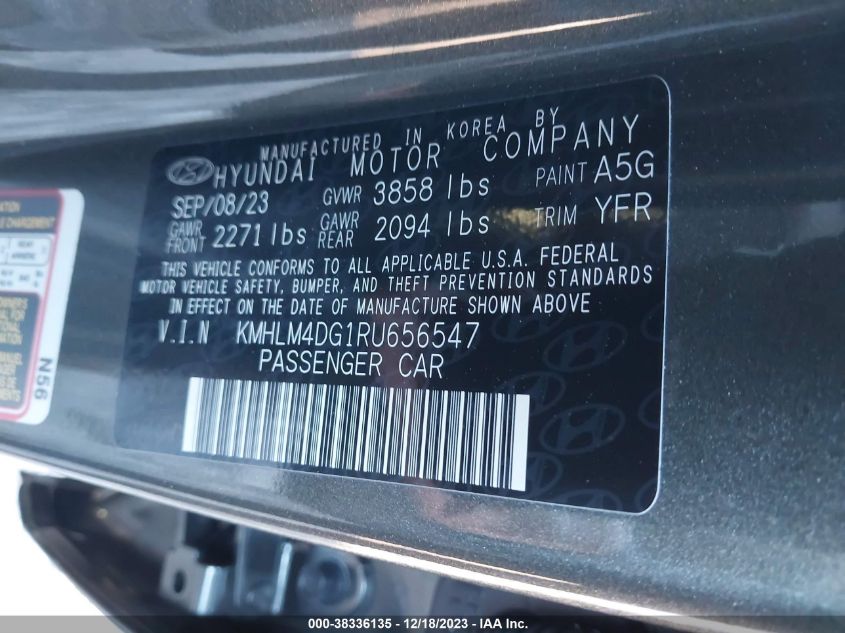 MANUFACTURED IN KOREA BY
HYUNDAI MOTOR COMPANY
SEP/08/23 GVWR 3858 lbs PAINT A5G
GAWR FRONT 2271 lbs GAWR REAR 2094 lbs TRIM YFR
THIS VEHICLE CONFORMS TO ALL APPLICABLE U.S.A. FEDERAL
MOTOR VEHICLE SAFETY, BUMPER, AND THEFT PREVENTION STANDARDS
IN EFFECT ON THE DATE OF MANUFACTURE SHOWN ABOVE
V.I.N KMHLM4DG1RU656547
PASSENGER CAR
N56
000-38336135 - 12/18/2023 - 18 imgs.